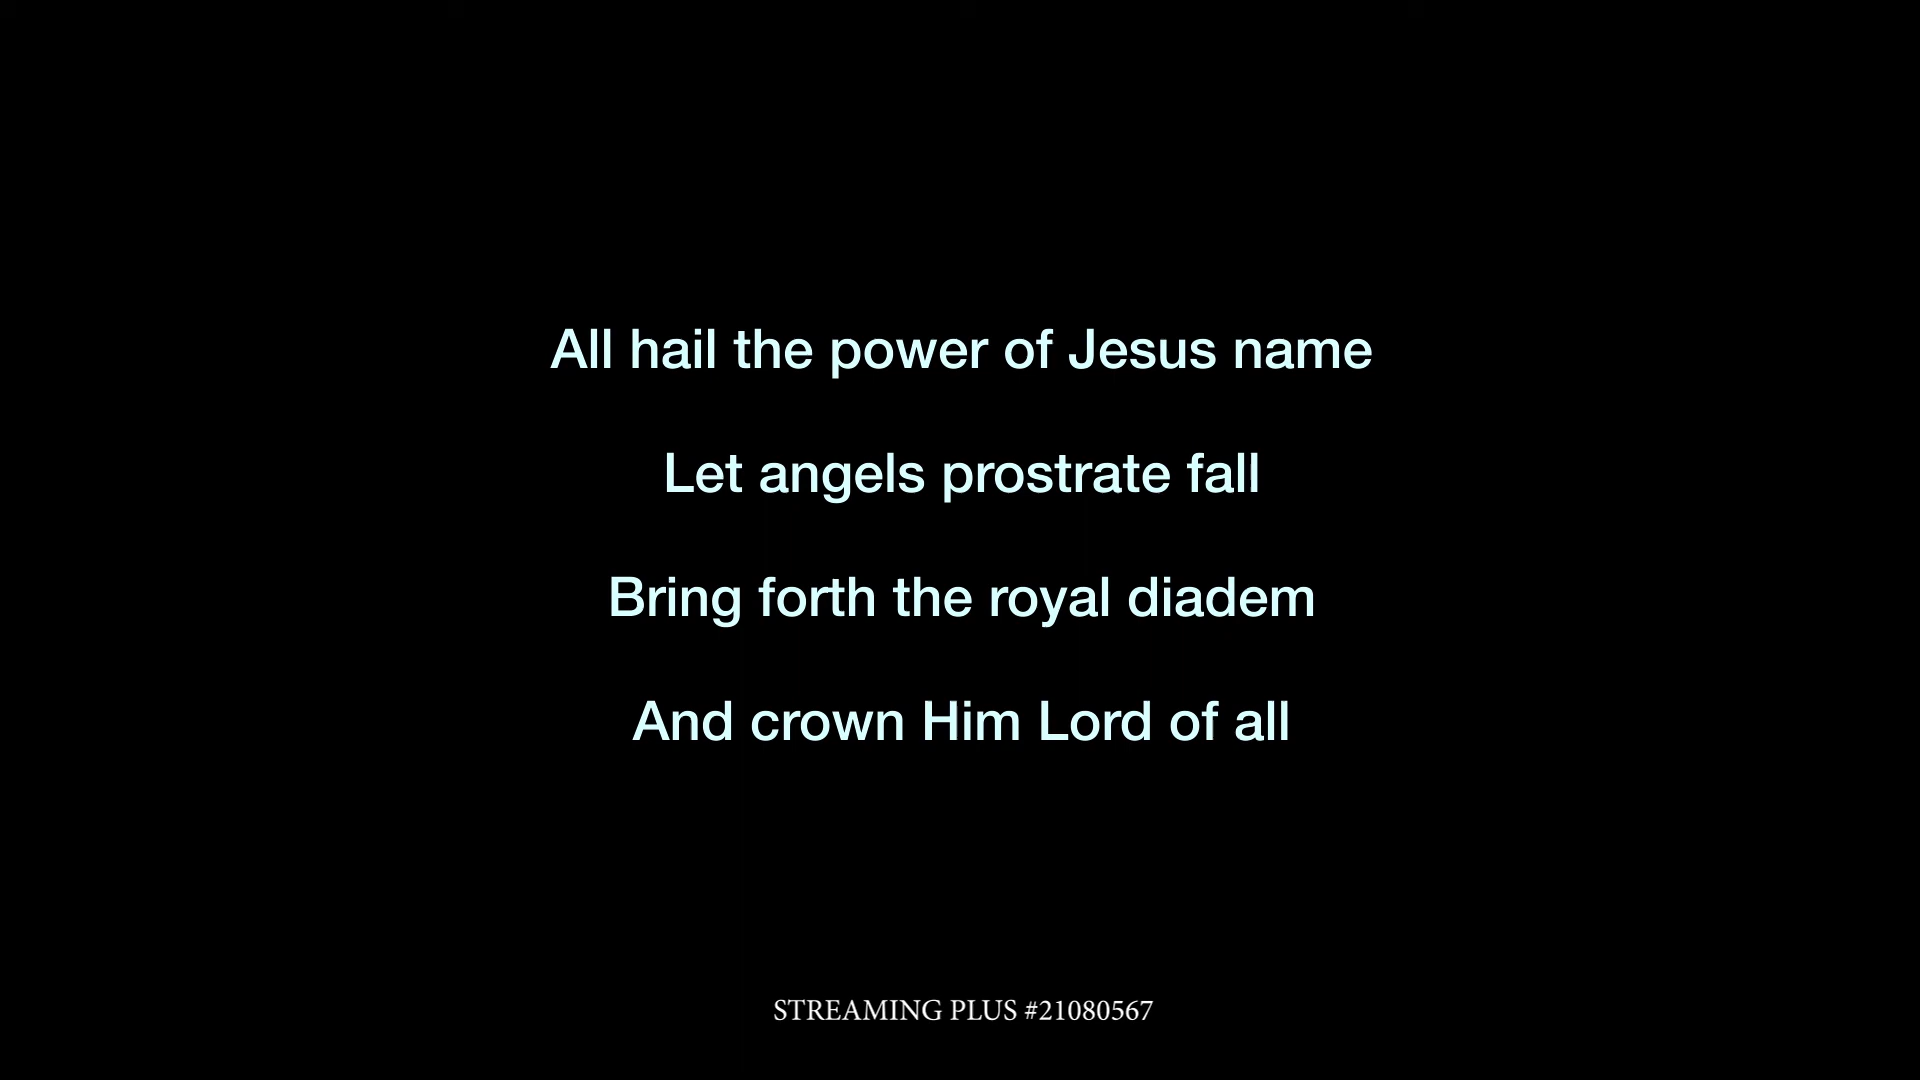 All hail the power of Jesus name
Let angels prostrate fall
Bring forth the royal diadem
And crown Him Lord of all
STREAMING PLUS #21080567